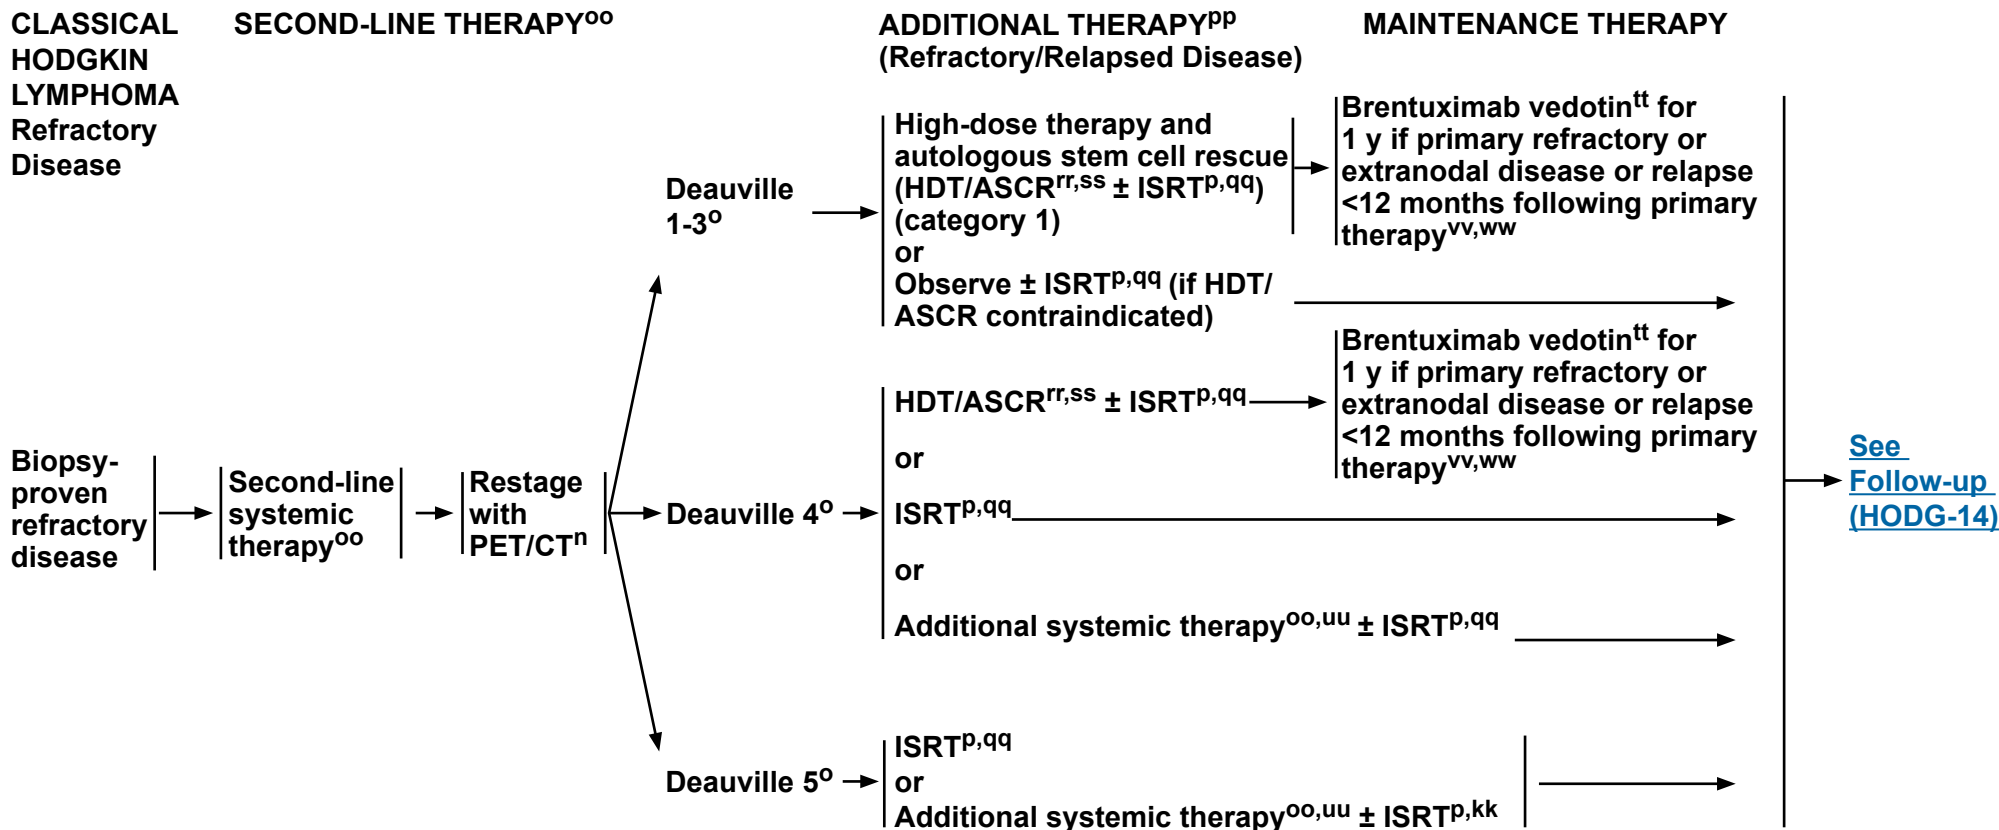 CLASSICAL
HODGKIN
LYMPHOMA
Refractory
Disease
SECOND-LINE THERAPYoo
ADDITIONAL THERAPYpp
(Refractory/Relapsed Disease)
MAINTENANCE THERAPY
Biopsy-
proven
refractory
disease
Second-line
systemic
therapyoo
Restage
with
PET/CTn
Deauville
1-3o
High-dose therapy and
autologous stem cell rescue
(HDT/ASCRrr,ss ± ISRTp,qq)
(category 1)
or
Observe ± ISRTp,qq (if HDT/
ASCR contraindicated)
Brentuximab vedotintt for
1 y if primary refractory or
extranodal disease or relapse
<12 months following primary
therapyvv,ww
Deauville 4o
HDT/ASCRrr,ss ± ISRTp,qq
or
ISRTp,qq
or
Additional systemic therapyoo,uu ± ISRTp,qq
Brentuximab vedotintt for
1 y if primary refractory or
extranodal disease or relapse
<12 months following primary
therapyvv,ww
Deauville 5o
ISRTp,qq
or
Additional systemic therapyoo,uu ± ISRTp,kk
See
Follow-up
(HODG-14)